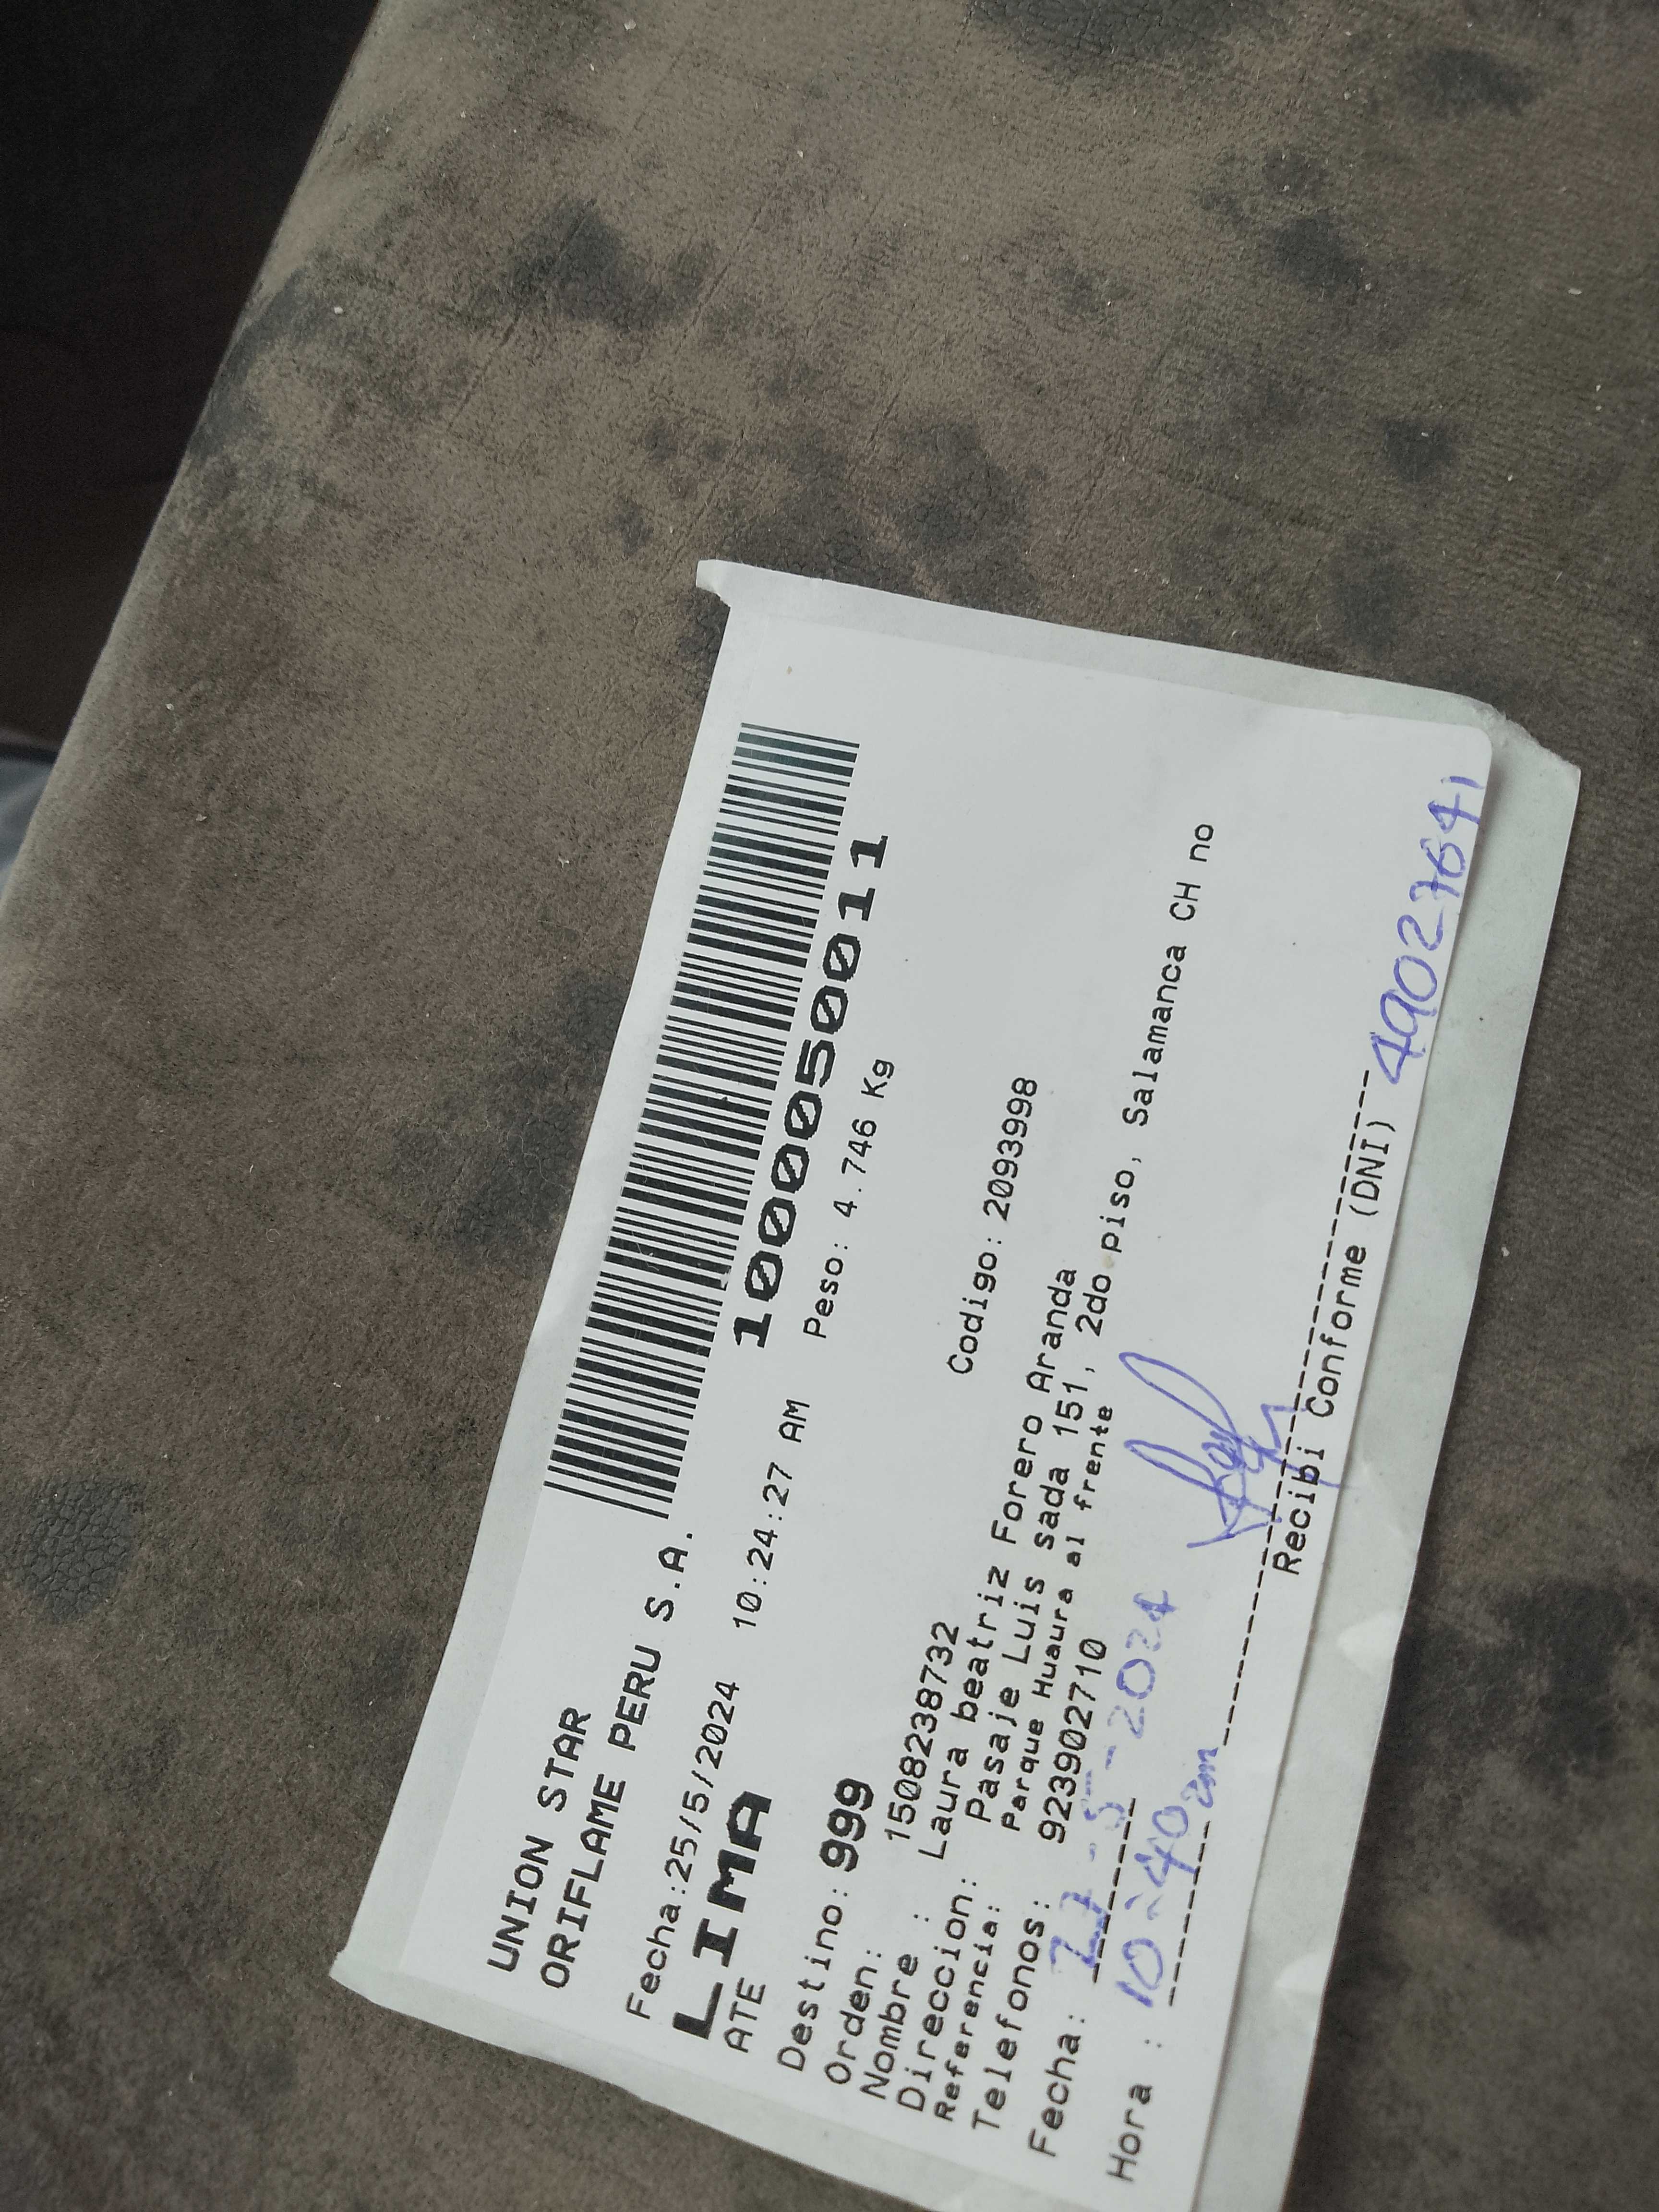 UNION STAR
ORIFLAME PERU S.A.
1000050011
Fecha:25/5/2024 10:24:27 AM Peso: 4.746 Kg
LIMA
ATE
Destino: 999
Orden: 1508238732 Codigo: 2093998
Nombre : Laura beatriz Forero Aranda
Direccion: Pasaje Luis sada 151, 2do piso, Salamanca CH no
Referencia: Parque Huaura al frente
Telefonos: 923902710
Fecha: 27-5-2024
Hora : 10:40am
Recibi Conforme (DNI) 49027641